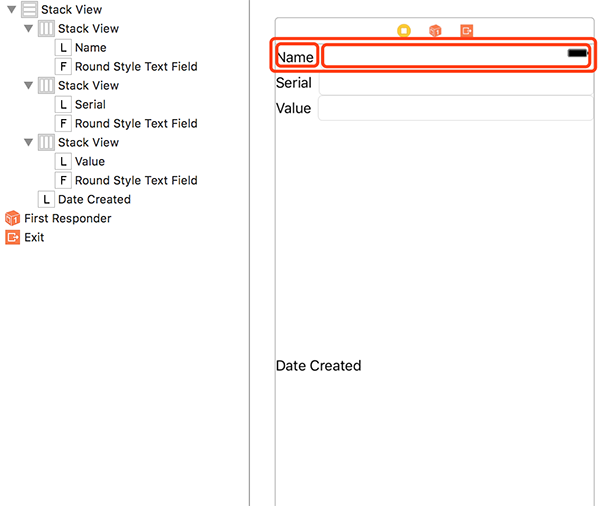 Stack View
Stack View
L Name
F Round Style Text Field
Stack View
L Serial
F Round Style Text Field
Stack View
L Value
F Round Style Text Field
L Date Created
First Responder
Exit
Name
Serial
Value
Date Created